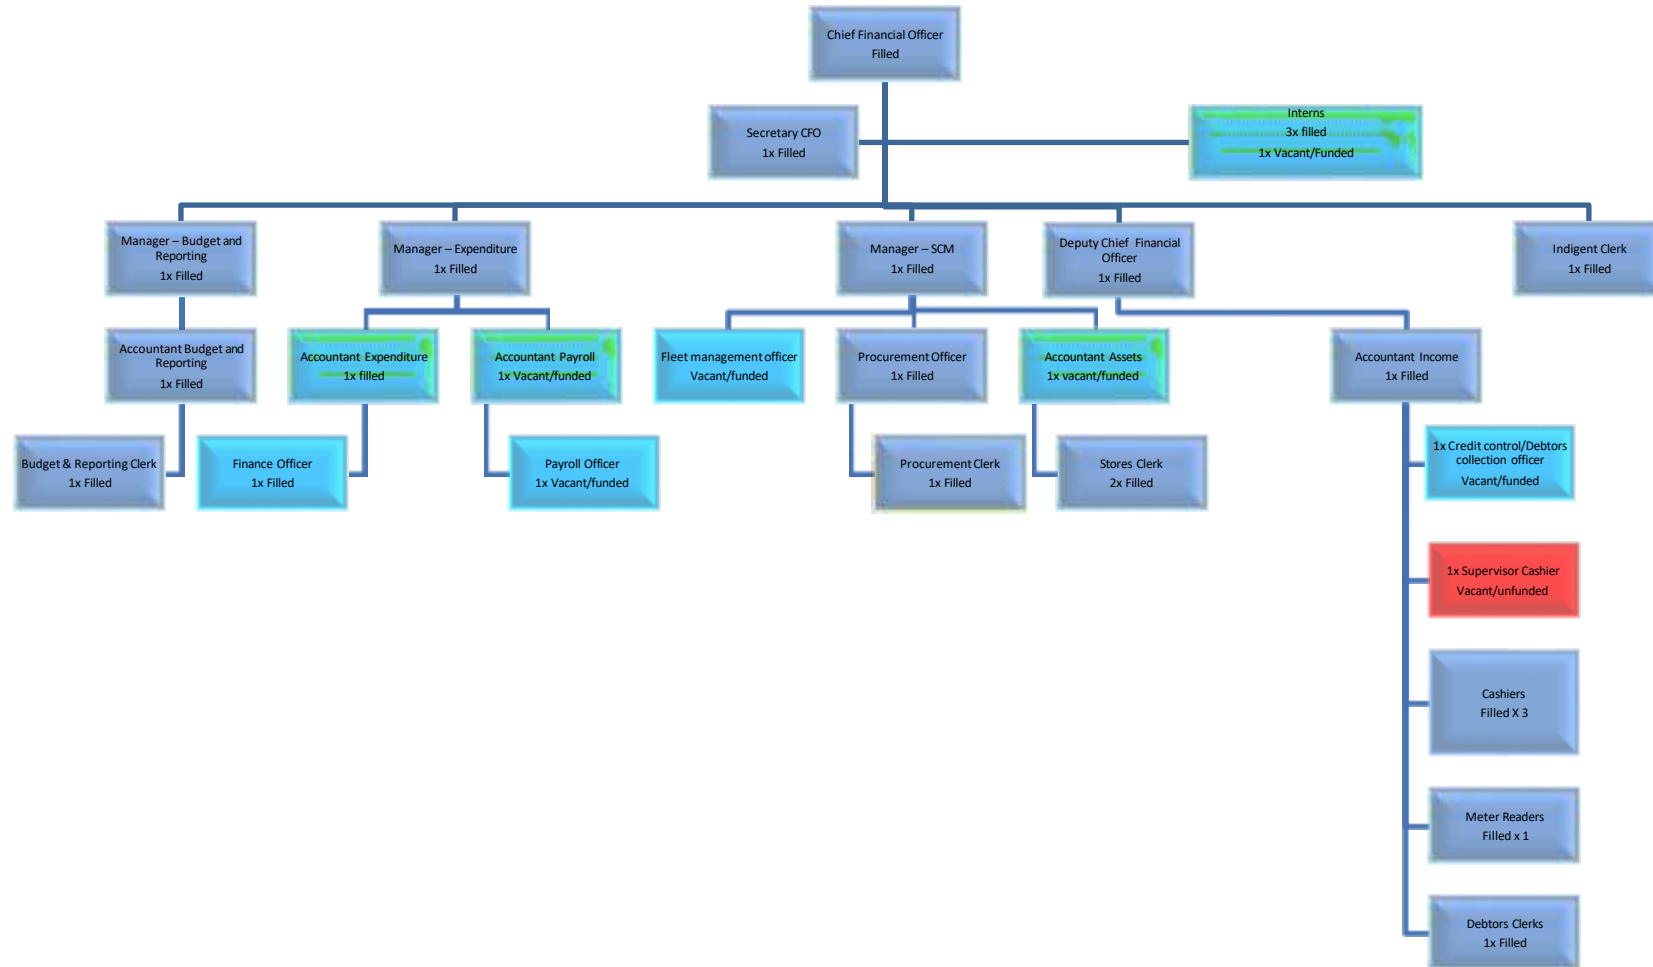 Chief Financial Officer
Filled
Secretary CFO
1x Filled
Interns
3x filled
1x Vacant/Funded
Manager – Budget and
Reporting
1x Filled
Manager – Expenditure
1x Filled
Manager – SCM
1x Filled
Deputy Chief Financial
Officer
1x Filled
Indigent Clerk
1x Filled
Accountant Budget and
Reporting
1x Filled
Accountant Expenditure
1x filled
Accountant Payroll
1x Vacant/funded
Fleet management officer
Vacant/funded
Procurement Officer
1x Filled
Accountant Assets
1x vacant/funded
Accountant Income
1x Filled
Budget & Reporting Clerk
1x Filled
Finance Officer
1x Filled
Payroll Officer
1x Vacant/funded
Procurement Clerk
1x Filled
Stores Clerk
2x Filled
1x Credit control/Debtors
collection officer
Vacant/funded
1x Supervisor Cashier
Vacant/unfunded
Cashiers
Filled X 3
Meter Readers
Filled x 1
Debtors Clerks
1x Filled